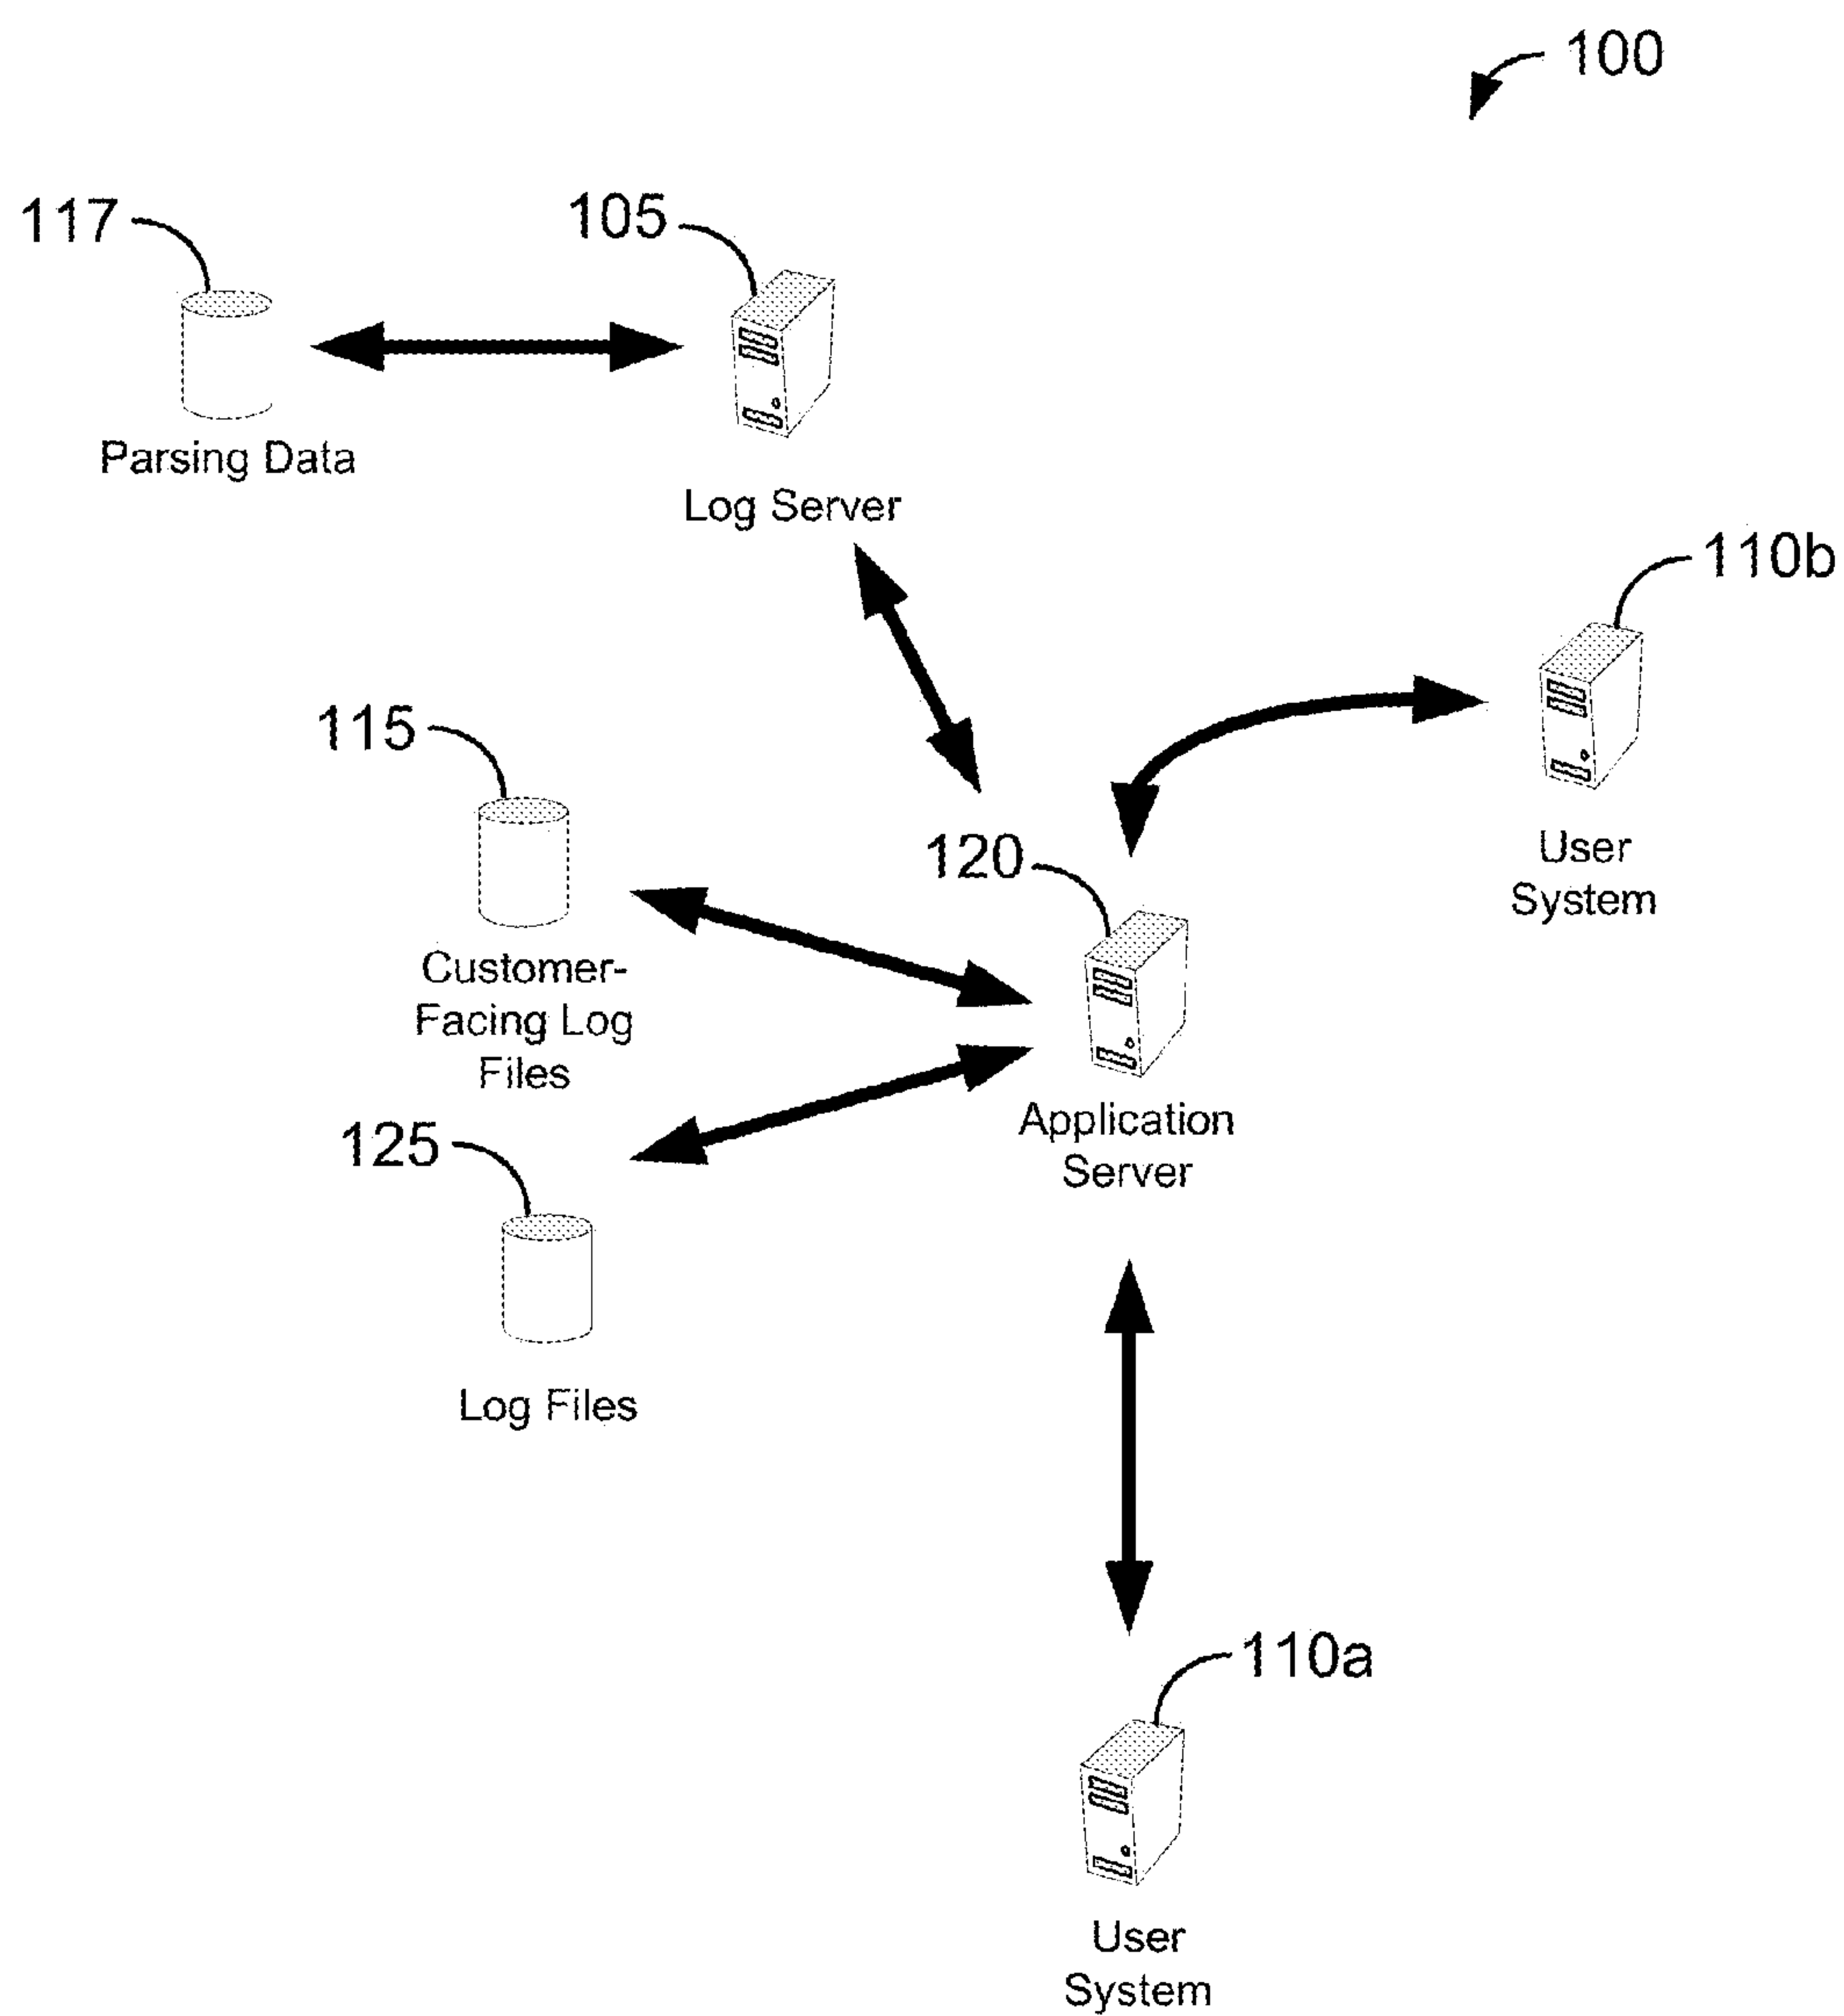 100
117
105
Parsing Data
Log Server
110b
115
120
User
System
Customer-
Facing Log
Files
Application
Server
125
Log Files
110a
User
System